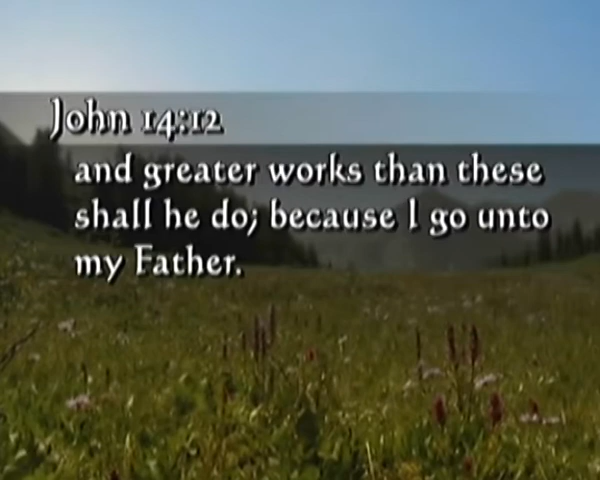 John 14:12
and greater works than these
shall he do; because I go unto
my Father.